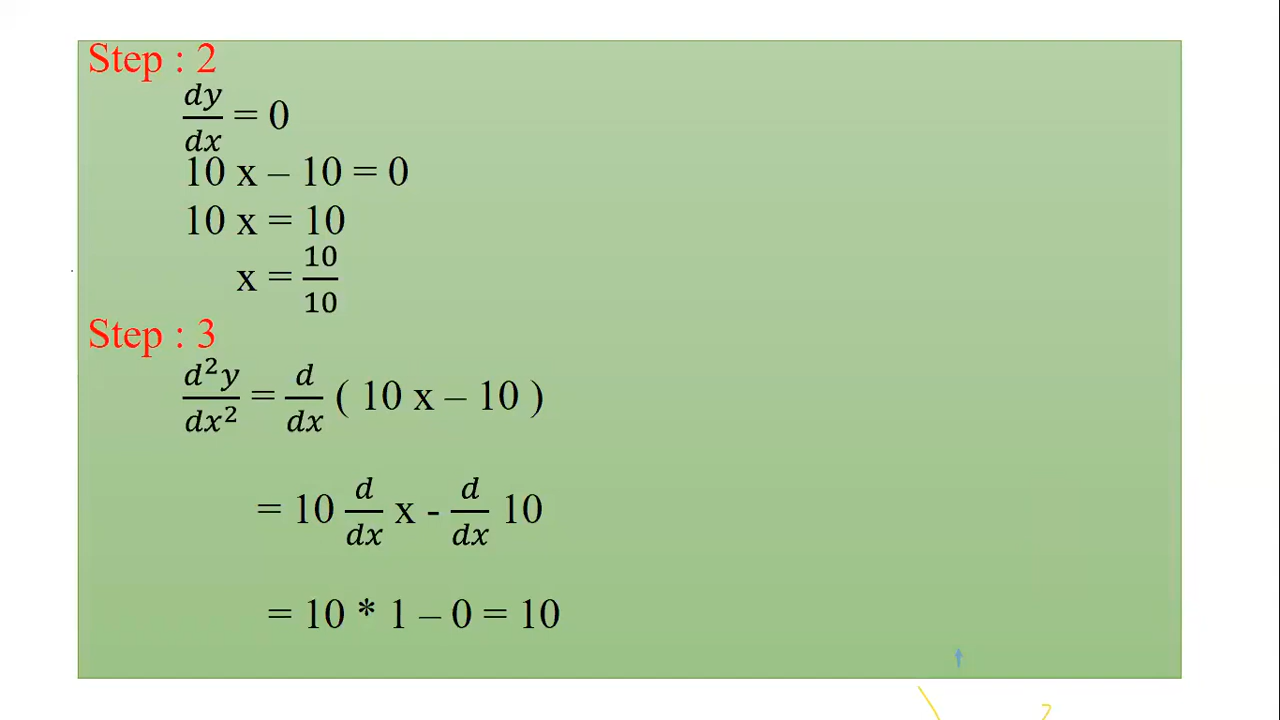 Step : 2
dy/dx = 0
10 x – 10 = 0
10 x = 10
x = 10/10
Step : 3
d²y/dx² = d/dx ( 10 x – 10 )
= 10 d/dx x - d/dx 10
= 10 * 1 – 0 = 10